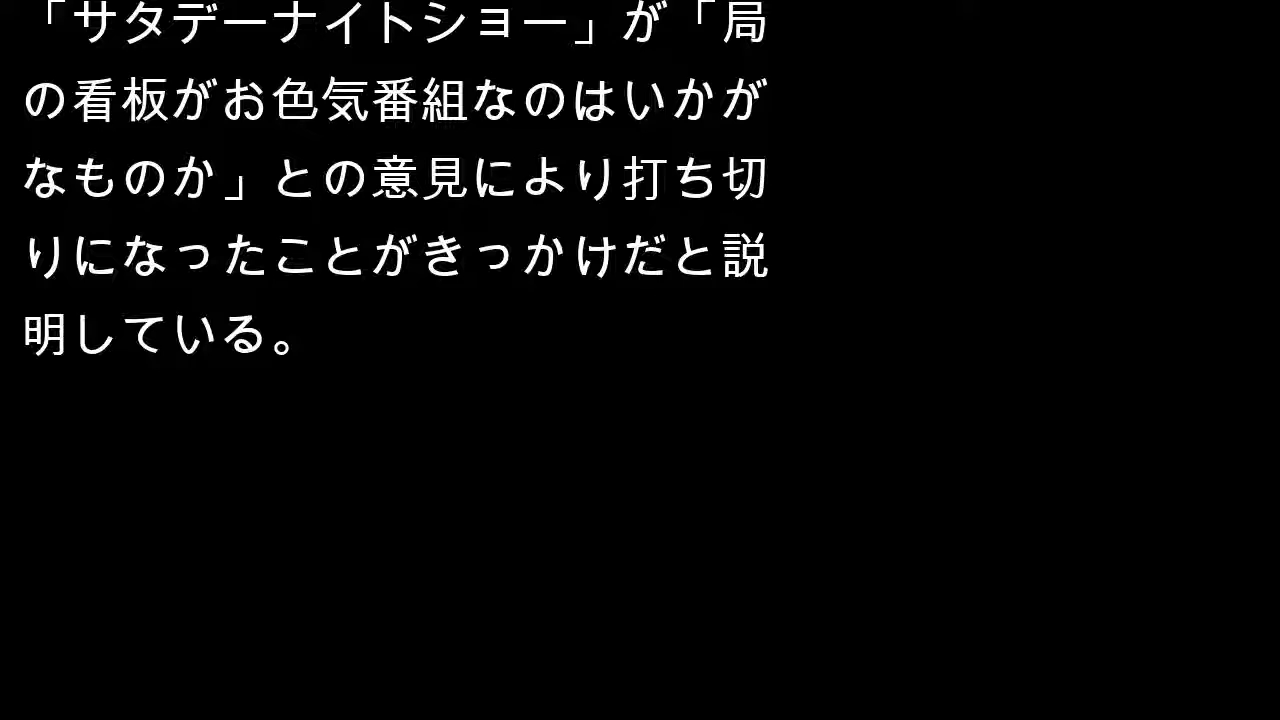 「サタデーナイトショー」が「局
の看板がお色気番組なのはいかが
なものか」との意見により打ち切
りになったことがきっかけだと説
明している。